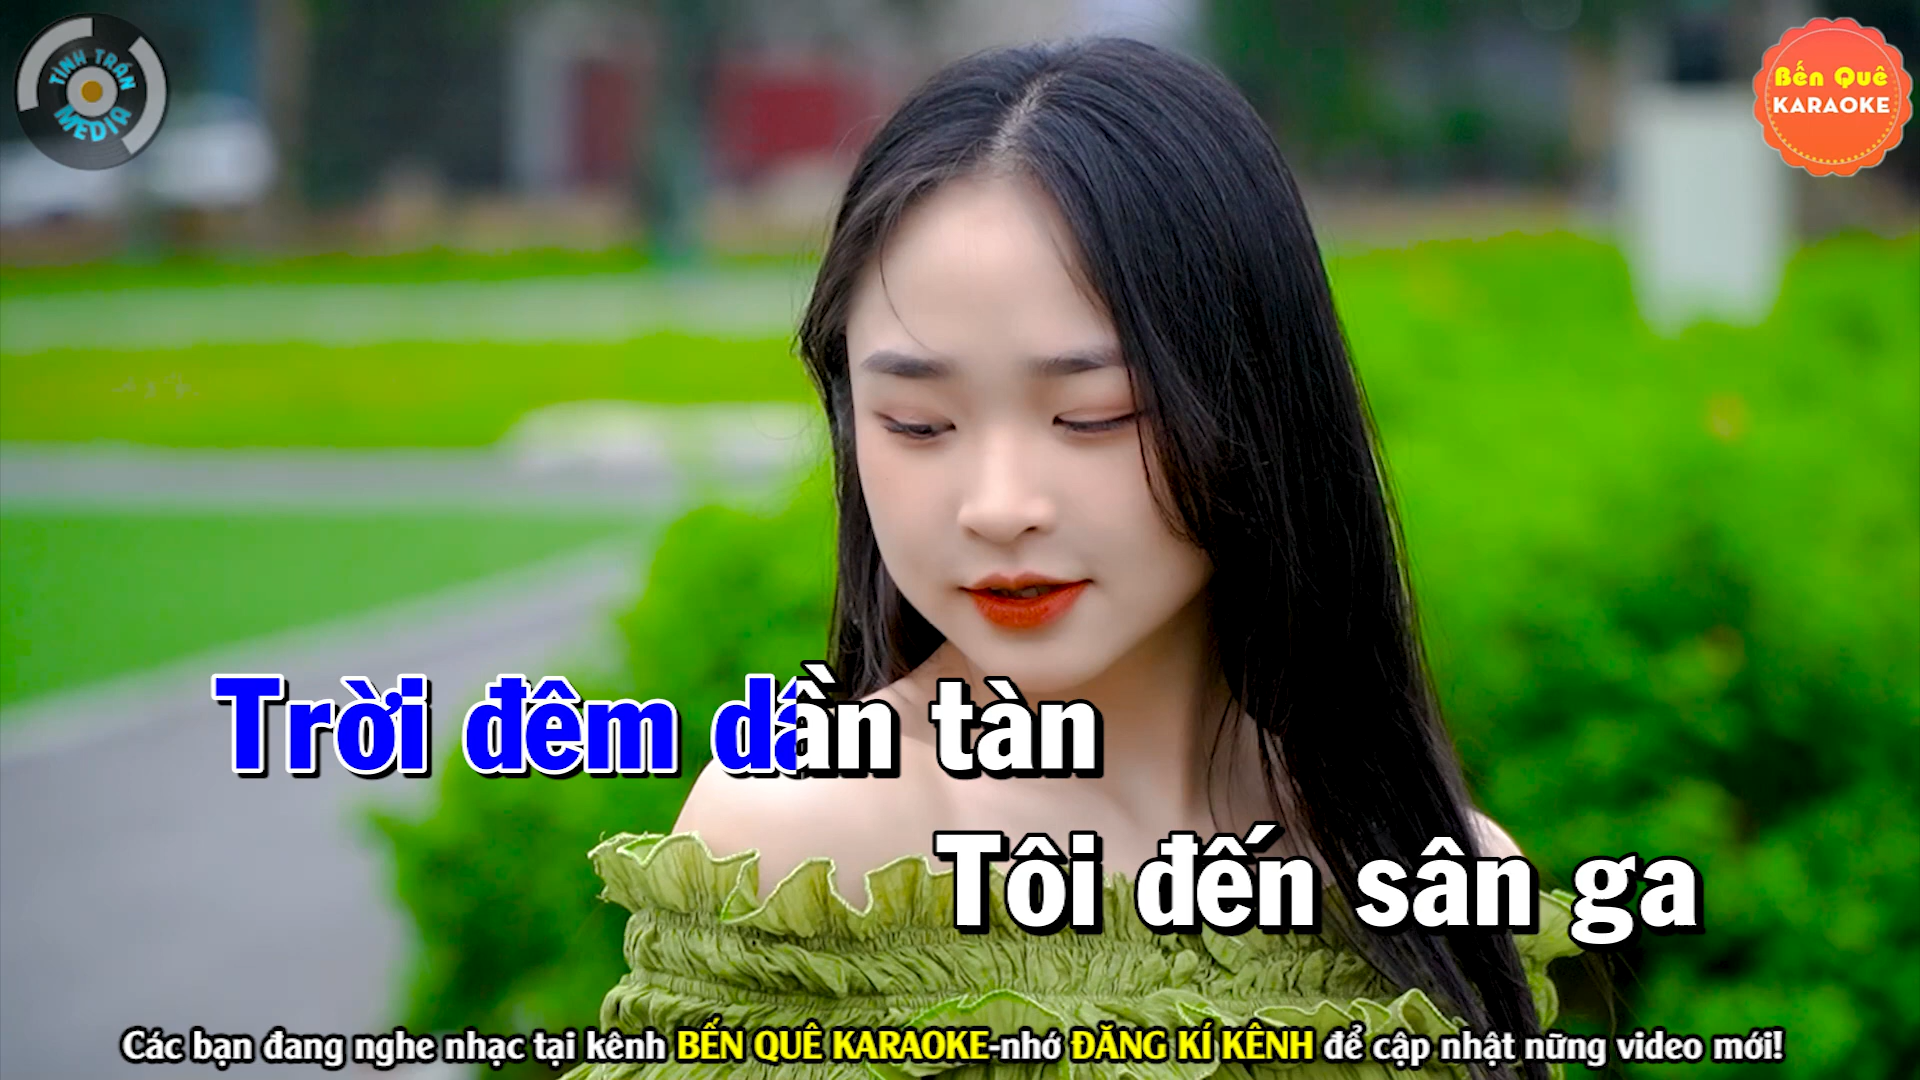 TÌNH TRẦN
MEDIA
Bến Quê
KARAOKE
Trời đêm dần tàn
Tôi đến sân ga
Các bạn đang nghe nhạc tại kênh BẾN QUÊ KARAOKE-nhớ ĐĂNG KÍ KÊNH để cập nhật nững video mới!